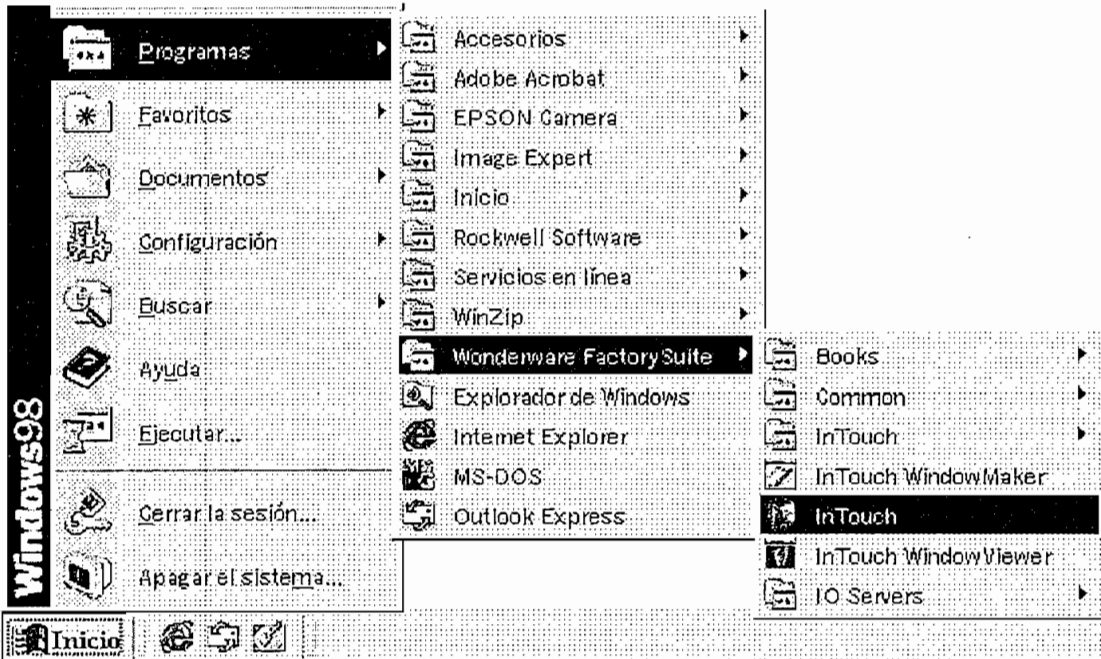 Programas
Favoritos
Documentos
Configuración
Buscar
Ayuda
Ejecutar...
Cerrar la sesión...
Apagar el sistema...
Windows98
Accesorios
Adobe Acrobat
EPSON Camera
Image Expert
Inicio
Rockwell Software
Servicios en línea
WinZip
Wonderware FactorySuite
Explorador de Windows
Internet Explorer
MS-DOS
Outlook Express
Books
Common
InTouch
InTouch WindowMaker
InTouch
InTouch WindowViewer
IO Servers
Inicio